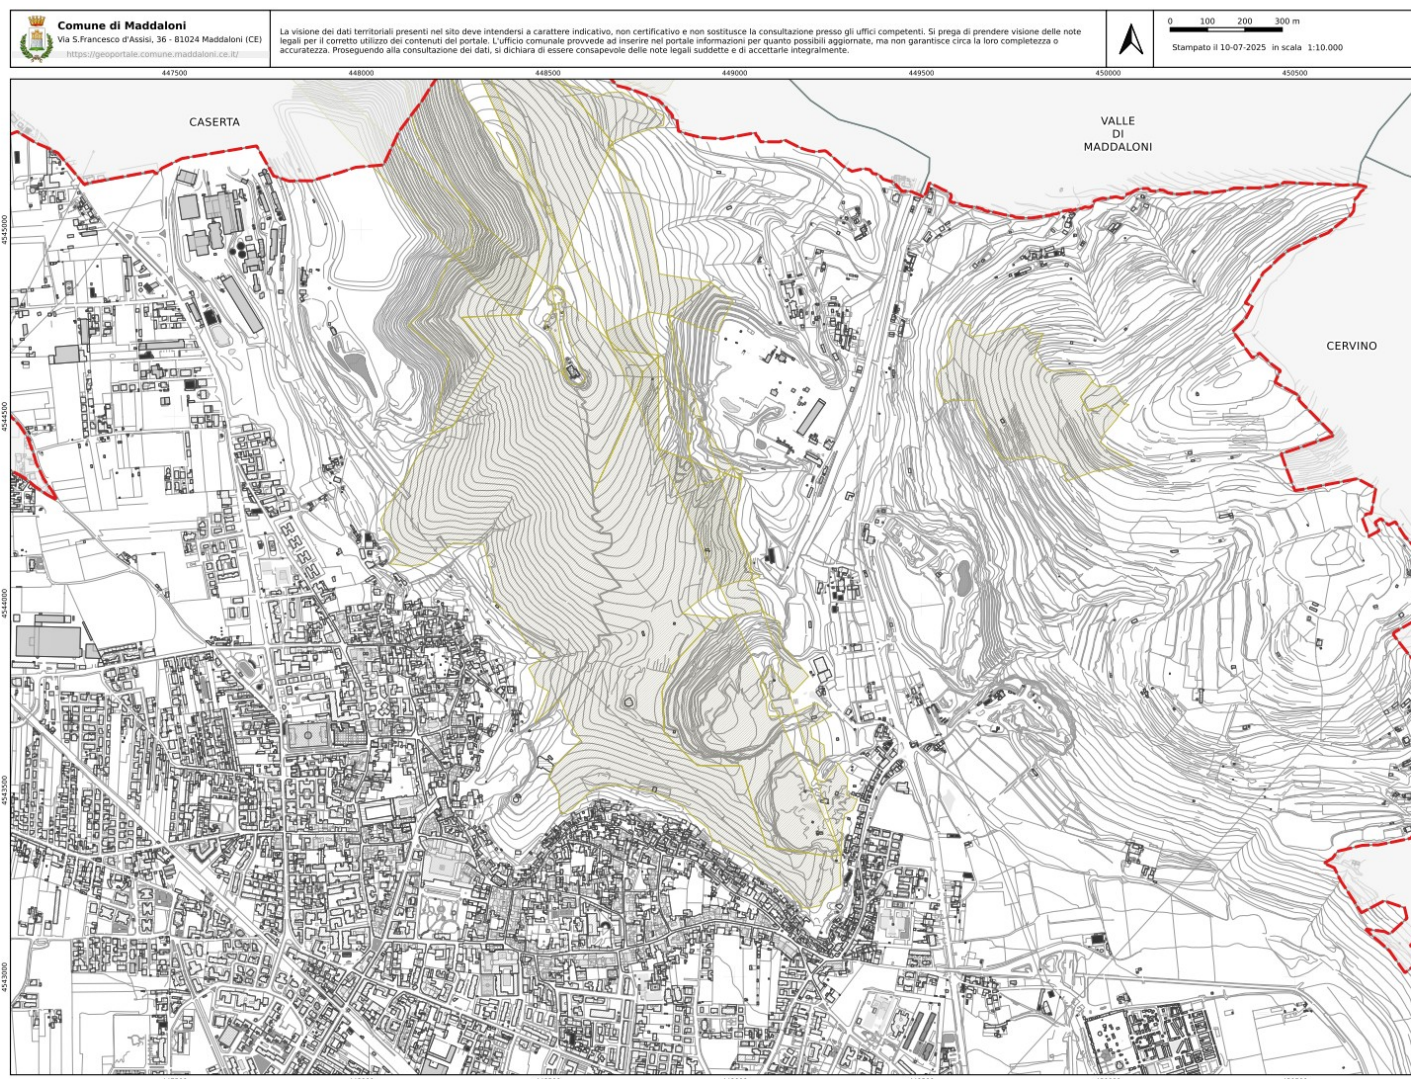 Comune di Maddaloni
Via S.Francesco d'Assisi, 36 - 81024 Maddaloni (CE)
https://geoportale.comune.maddaloni.ce.it/
La visione dei dati territoriali presenti nel sito deve intendersi a carattere indicativo, non certificativo e non sostitusce la consultazione presso gli uffici competenti. Si prega di prendere visione delle note
legali per il corretto utilizzo dei contenuti del portale. L'ufficio comunale provvede ad inserire nel portale informazioni per quanto possibili aggiornate, ma non garantisce circa la loro completezza o
accuratezza. Proseguendo alla consultazione dei dati, si dichiara di essere consapevole delle note legali suddette e di accettarle integralmente.
0 100 200 300 m
Stampato il 10-07-2025 in scala 1:10.000
447500 448000 448500 449000 449500 450000 450500
CASERTA
VALLE
DI
MADDALONI
CERVINO
4545000
4544500
4544000
4543500
4543000